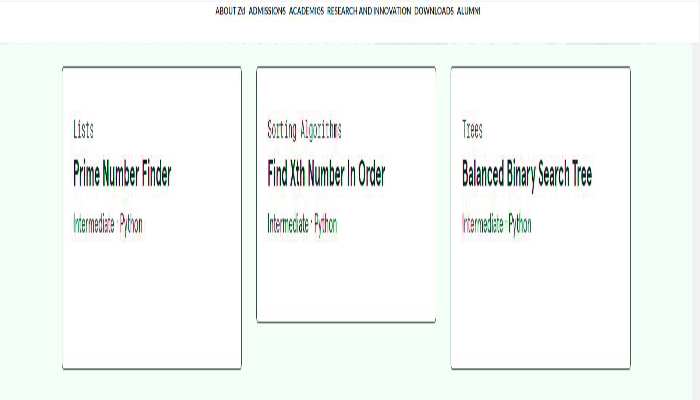 ABOUT ZU ADMISSIONS ACADEMICS RESEARCH AND INNOVATION DOWNLOADS ALUMNI
Lists
Prime Number Finder
Intermediate · Python
Sorting Algorithms
Find Xth Number In Order
Intermediate · Python
Trees
Balanced Binary Search Tree
Intermediate · Python